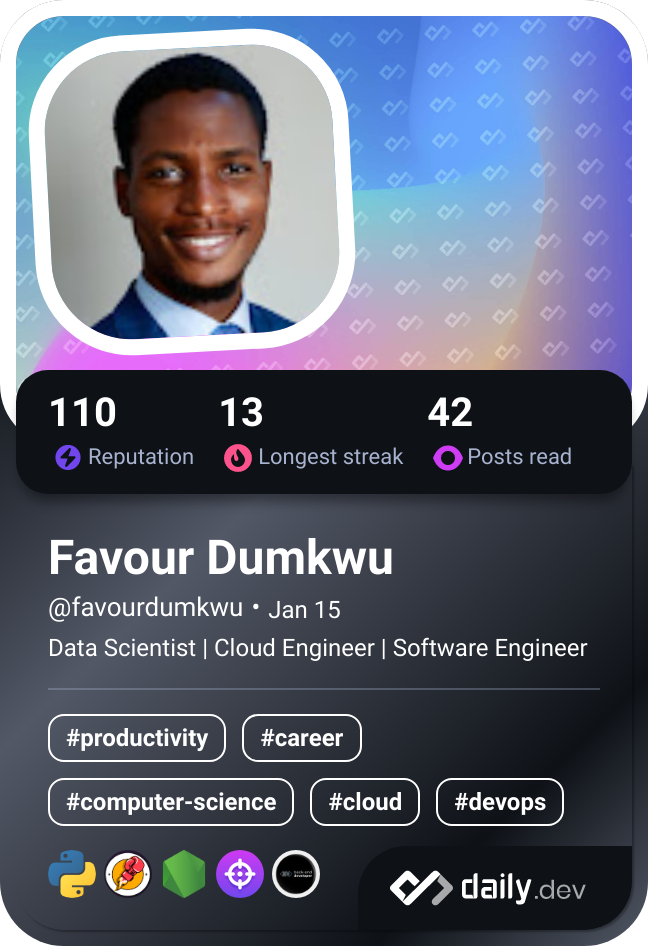 110 13 42
Reputation Longest streak Posts read
Favour Dumkwu
@favourdumkwu • Jan 15
Data Scientist | Cloud Engineer | Software Engineer
#productivity #career
#computer-science #cloud #devops
daily.dev